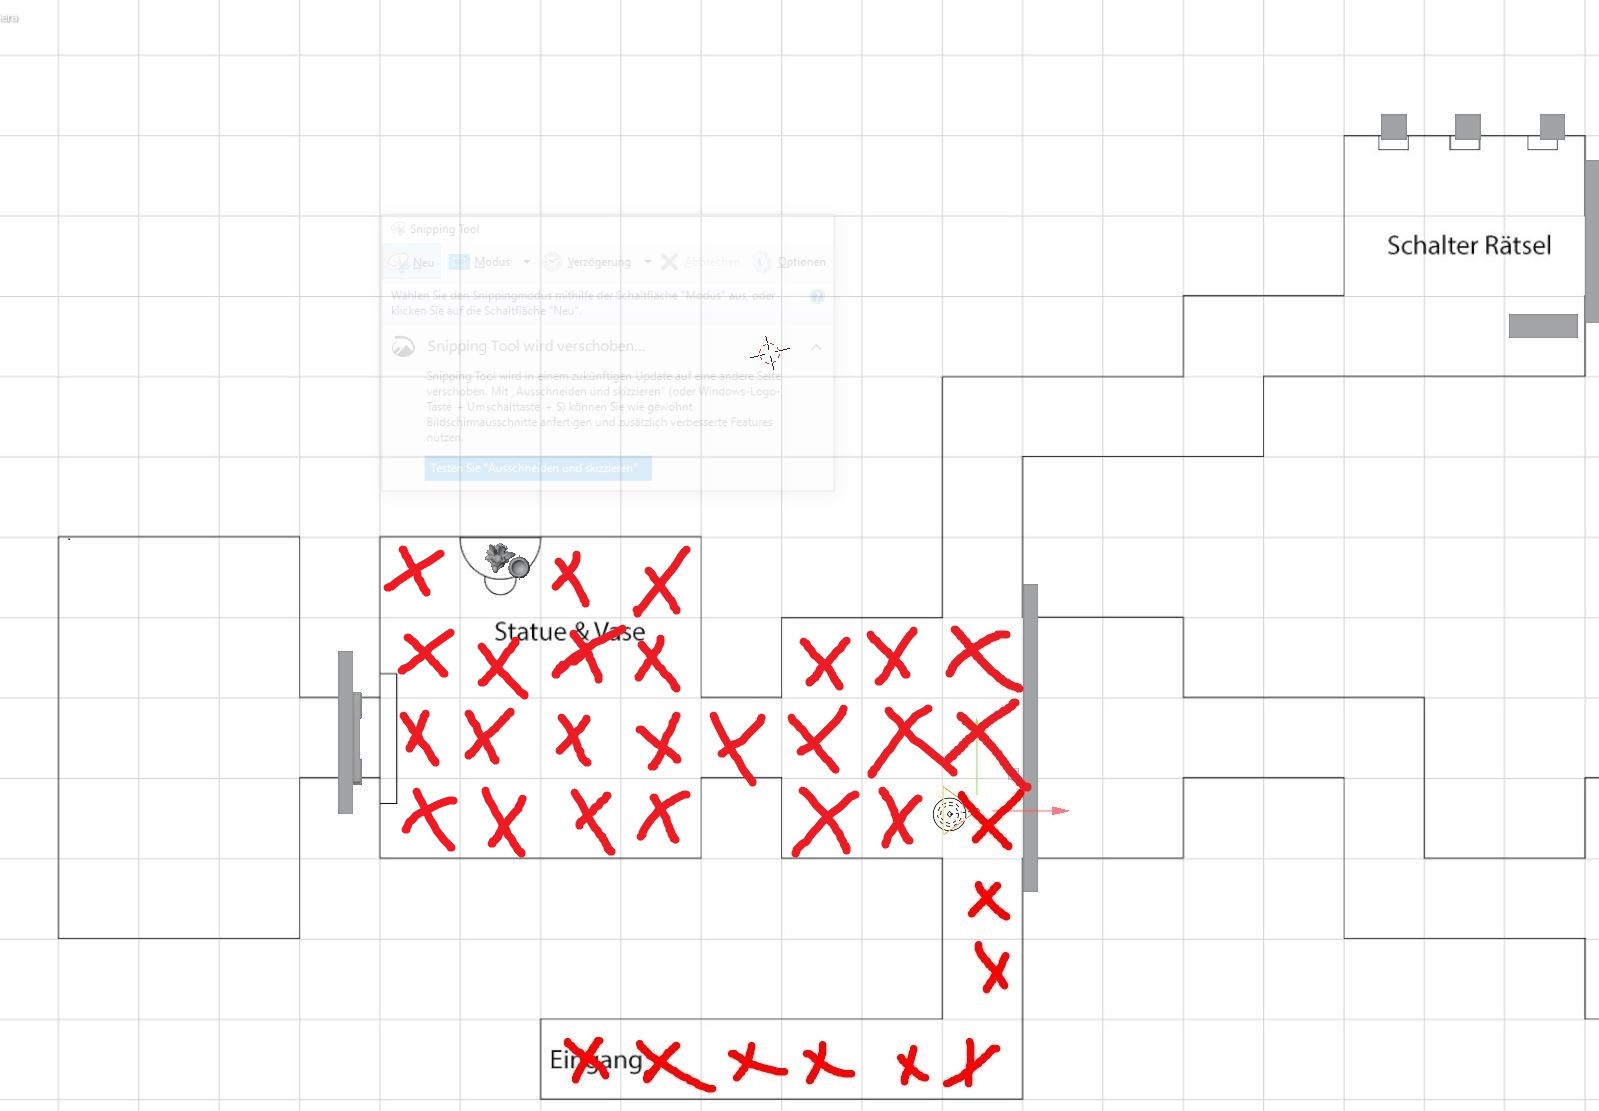 era
Snipping Tool
Neu Modus Verzögerung Abbrechen Optionen
Wählen Sie den Snippingmodus mithilfe der Schaltfläche "Modus" aus, oder
klicken Sie auf die Schaltfläche "Neu".
Snipping Tool wird verschoben...
Snipping Tool wird in einem zukünftigen Update auf eine andere Seite
verschoben. Mit „Ausschneiden und skizzieren" (oder Windows-Logo-
Taste + Umschalttaste + S) können Sie wie gewohnt
Bildschirmausschnitte anfertigen und zusätzlich verbesserte Features
nutzen.
Testen Sie "Ausschneiden und skizzieren"
Schalter Rätsel
Statue & Vase
Eingang